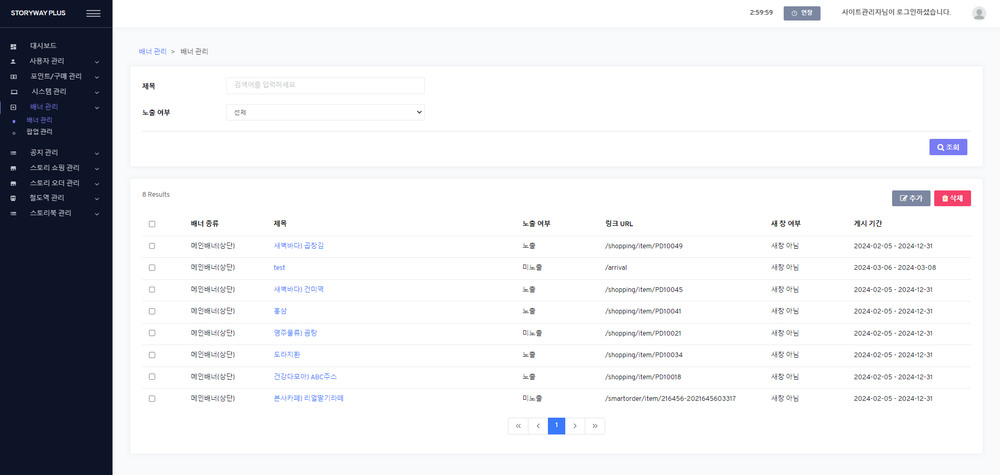 STORYWAY PLUS
2:59:59
연장
사이트관리자님이 로그인하셨습니다.
대시보드
사용자 관리
포인트/구매 관리
시스템 관리
배너 관리
배너 관리
팝업 관리
공지 관리
스토리 쇼핑 관리
스토리 오더 관리
철도역 관리
스토리북 관리
배너 관리 > 배너 관리
제목 검색어를 입력하세요
노출 여부 선제
조회
8 Results
추가 삭제
배너 종류 제목 노출 여부 링크 URL 새 창 여부 게시 기간
메인배너(상단) 새벽바다) 곱창김 노출 /shopping/item/PD10049 새창 아님 2024-02-05 - 2024-12-31
메인배너(상단) test 미노출 /arrival 새창 아님 2024-03-06 - 2024-03-08
메인배너(상단) 새벽바다) 건미역 노출 /shopping/item/PD10045 새창 아님 2024-02-05 - 2024-12-31
메인배너(상단) 홍삼 노출 /shopping/item/PD10041 새창 아님 2024-02-05 - 2024-12-31
메인배너(상단) 영주물류) 곰탕 미노출 /shopping/item/PD10021 새창 아님 2024-02-05 - 2024-12-31
메인배너(상단) 도라지환 노출 /shopping/item/PD10034 새창 아님 2024-02-05 - 2024-12-31
메인배너(상단) 건강다모아) ABC주스 노출 /shopping/item/PD10018 새창 아님 2024-02-05 - 2024-12-31
메인배너(상단) 본사카페) 리얼딸기라떼 미노출 /smartorder/item/216456-2021645603317 새창 아님 2024-02-05 - 2024-12-31
« ‹ 1 › »